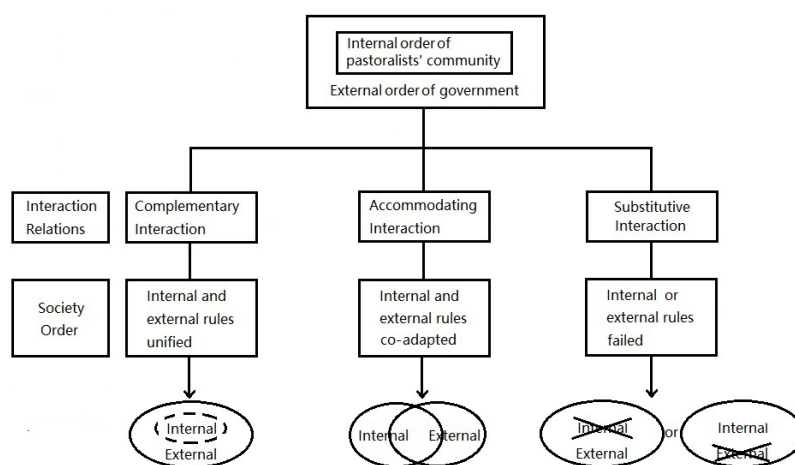 Internal order of
pastoralists' community
External order of government
Interaction
Relations
Complementary
Interaction
Accommodating
Interaction
Substitutive
Interaction
Society
Order
Internal and
external rules
unified
Internal and
external rules
co-adapted
Internal or
external rules
failed
Internal
External
Internal
External
Internal
External
or
Internal
External